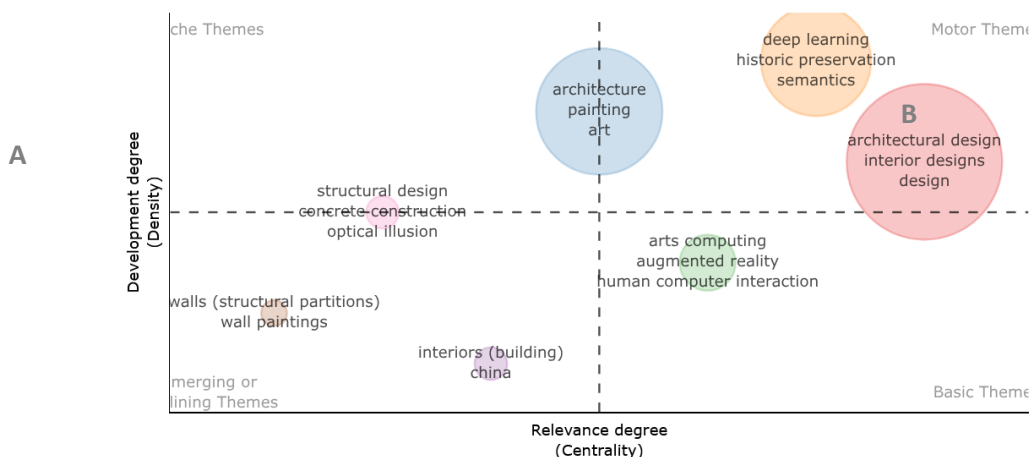 che Themes
Motor Theme
deep learning
historic preservation
semantics
architecture
painting
art
B
architectural design
interior designs
design
A
Development degree
(Density)
structural design
concrete construction
optical illusion
arts computing
augmented reality
human computer interaction
walls (structural partitions)
wall paintings
interiors (building)
china
merging or
lining Themes
Basic Theme
Relevance degree
(Centrality)